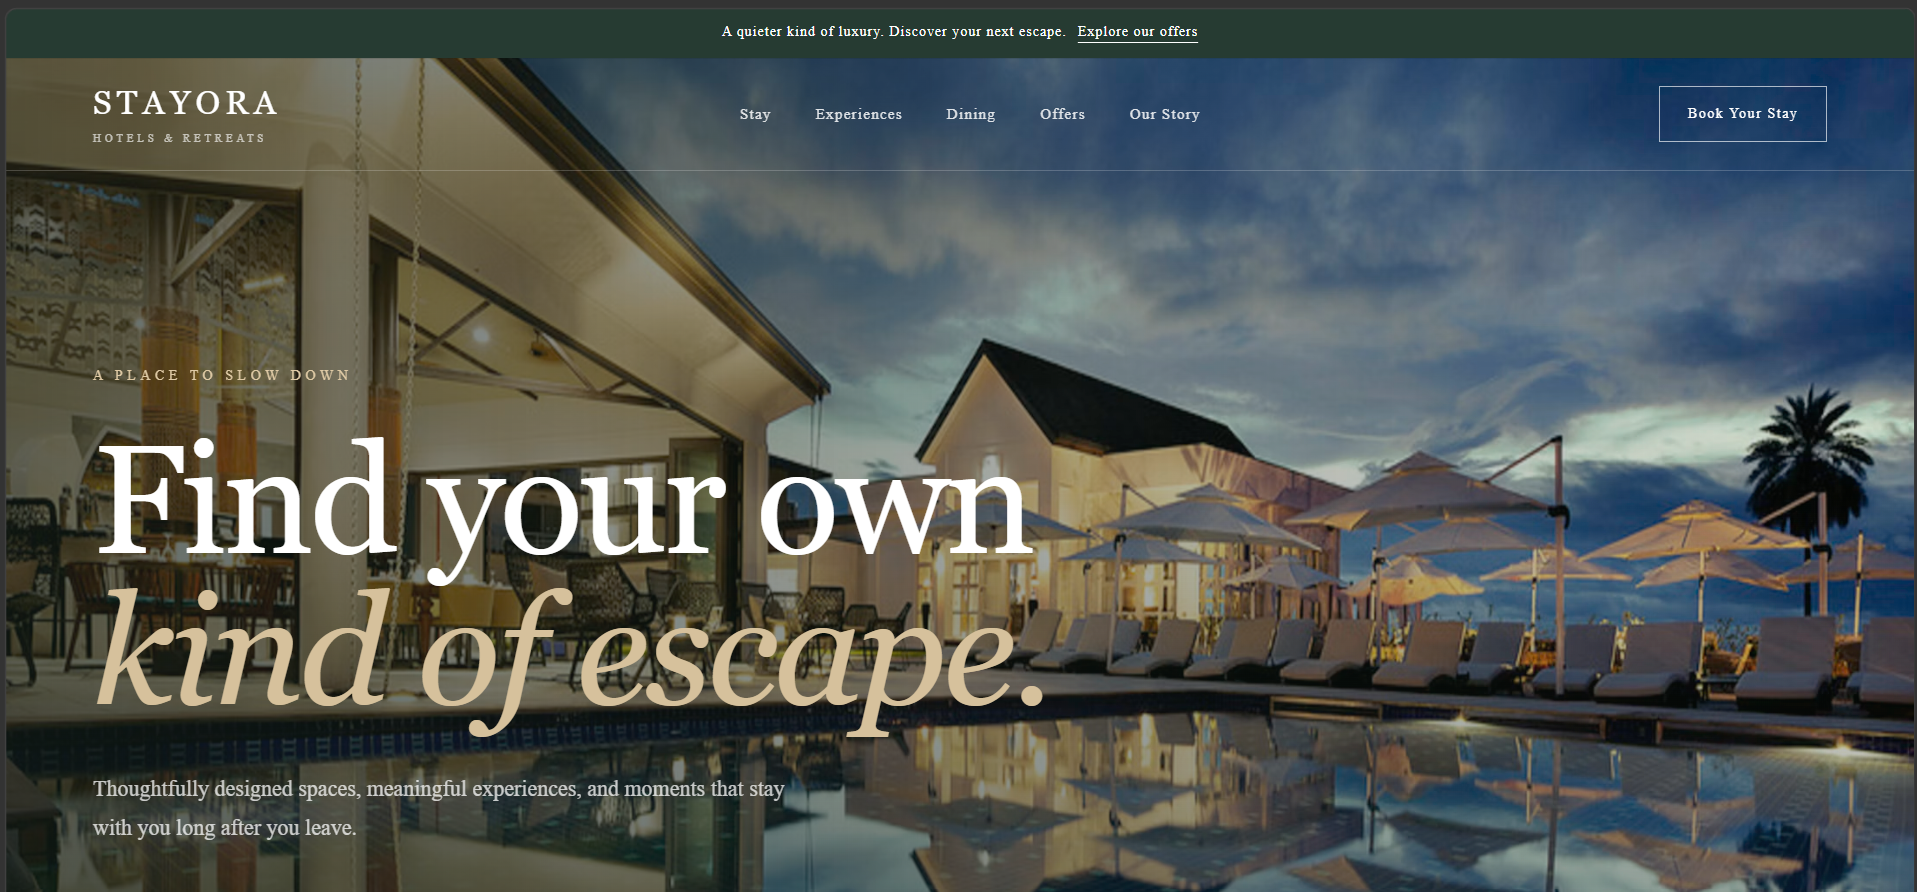 A quieter kind of luxury. Discover your next escape. Explore our offers
STAYORA
HOTELS & RETREATS
Stay Experiences Dining Offers Our Story
Book Your Stay
A PLACE TO SLOW DOWN
Find your own
kind of escape.
Thoughtfully designed spaces, meaningful experiences, and moments that stay
with you long after you leave.